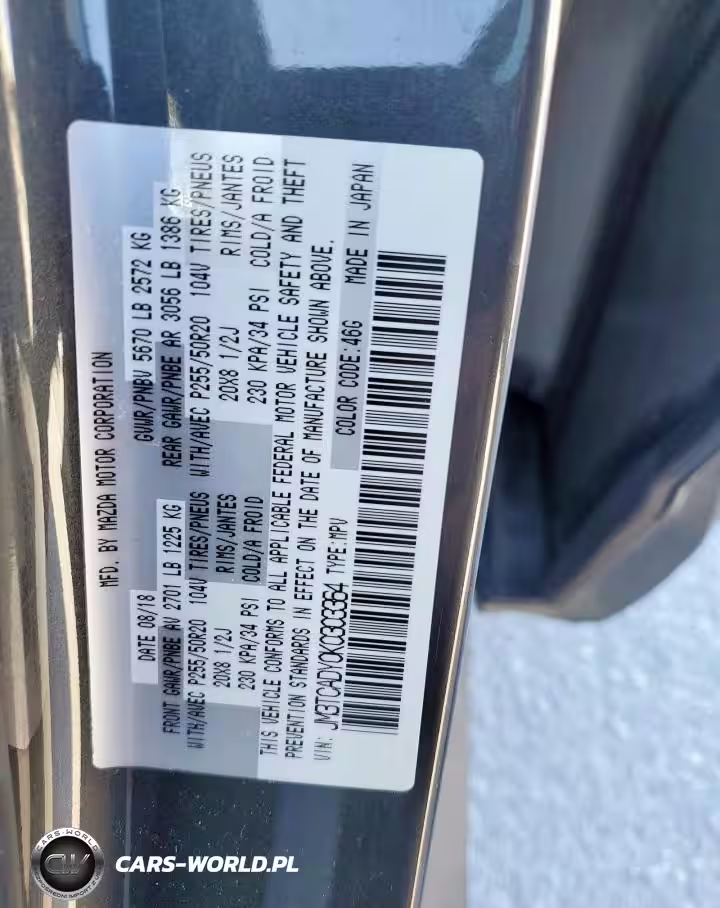 MFD. BY MAZDA MOTOR CORPORATION
DATE 08/18 GVWR/PNBV 5670 LB 2572 KG
FRONT GAWR/PNBE AV 2701 LB 1225 KG REAR GAWR/PNBE AR 3056 LB 1386 KG
WITH/AVEC P255/50R20 104V TIRES/PNEUS WITH/AVEC P255/50R20 104V TIRES/PNEUS
20X8 1/2J RIMS/JANTES 20X8 1/2J RIMS/JANTES
230 KPA/34 PSI COLD/A FROID 230 KPA/34 PSI COLD/A FROID
THIS VEHICLE CONFORMS TO ALL APPLICABLE FEDERAL MOTOR VEHICLE SAFETY AND THEFT
PREVENTION STANDARDS IN EFFECT ON THE DATE OF MANUFACTURE SHOWN ABOVE.
VIN: JM3TCADY0K0303364 TYPE:MPV COLOR CODE:46G MADE IN JAPAN
CARS-WORLD
CW
CARS-WORLD.PL